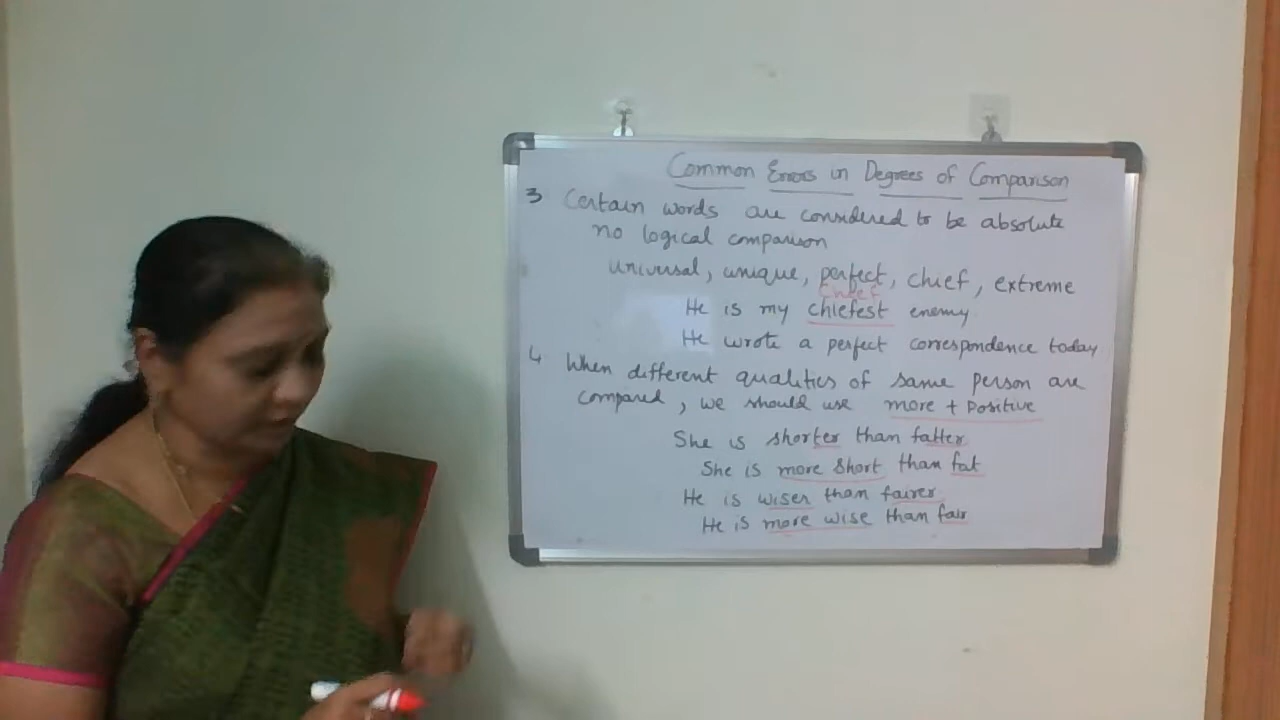 Common Errors in Degrees of Comparison
3 Certain words are considered to be absolute
no logical comparison
Universal, unique, perfect, chief, extreme
chief
He is my chiefest enemy
He wrote a perfect correspondence today
4 When different qualities of same person are
compared, we should use more + Positive
She is shorter than fatter
She is more short than fat
He is wiser than fairer
He is more wise than fair